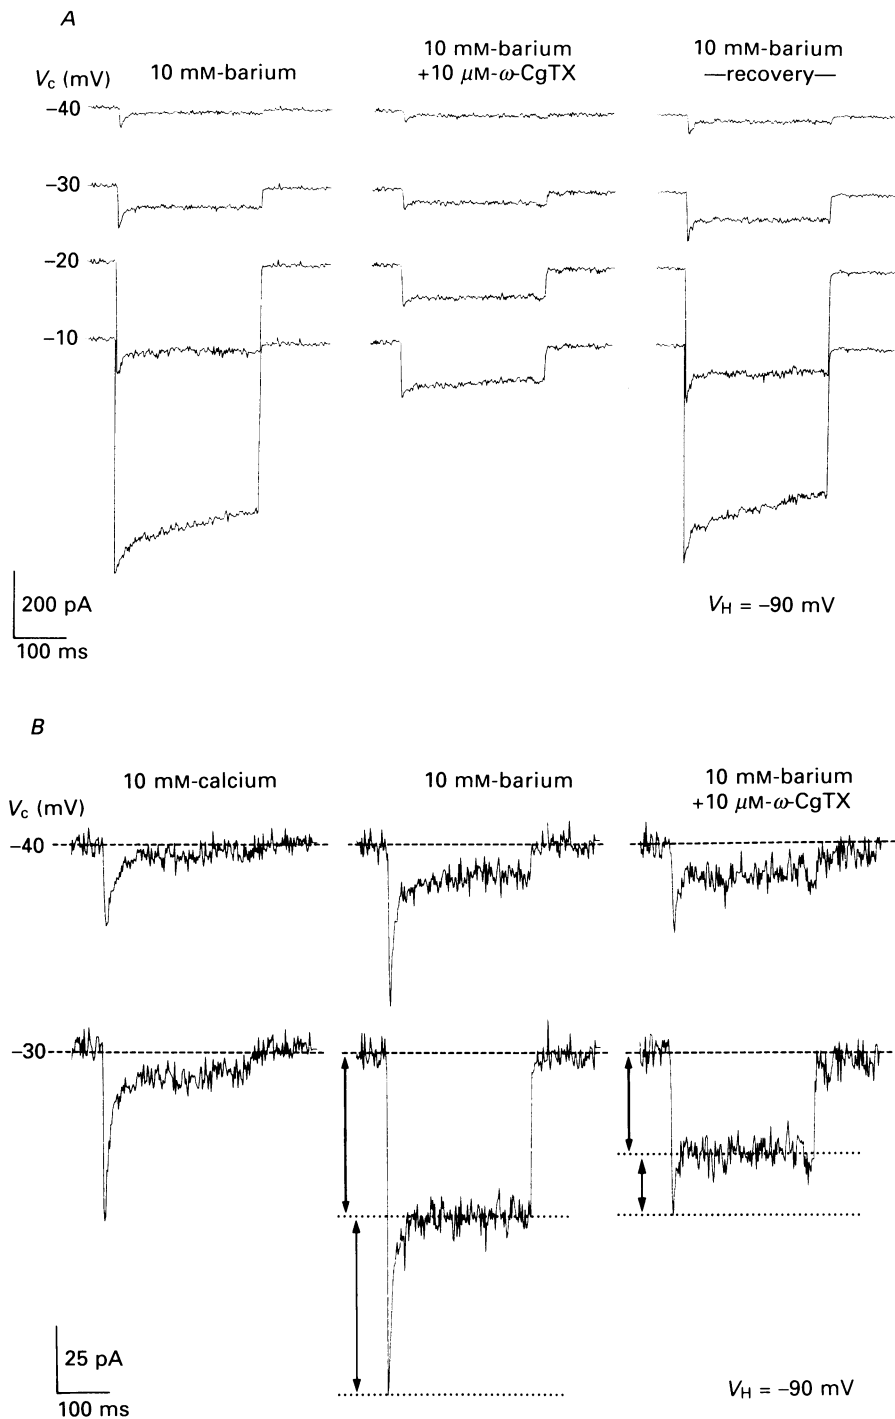 A
10 mM-barium
10 mM-barium
+10 μM-ω-CgTX
10 mM-barium
—recovery—
Vc (mV)
−40
−30
−20
−10
200 pA
100 ms
VH = −90 mV
B
10 mM-calcium
10 mM-barium
10 mM-barium
+10 μM-ω-CgTX
Vc (mV)
−40
−30
25 pA
100 ms
VH = −90 mV